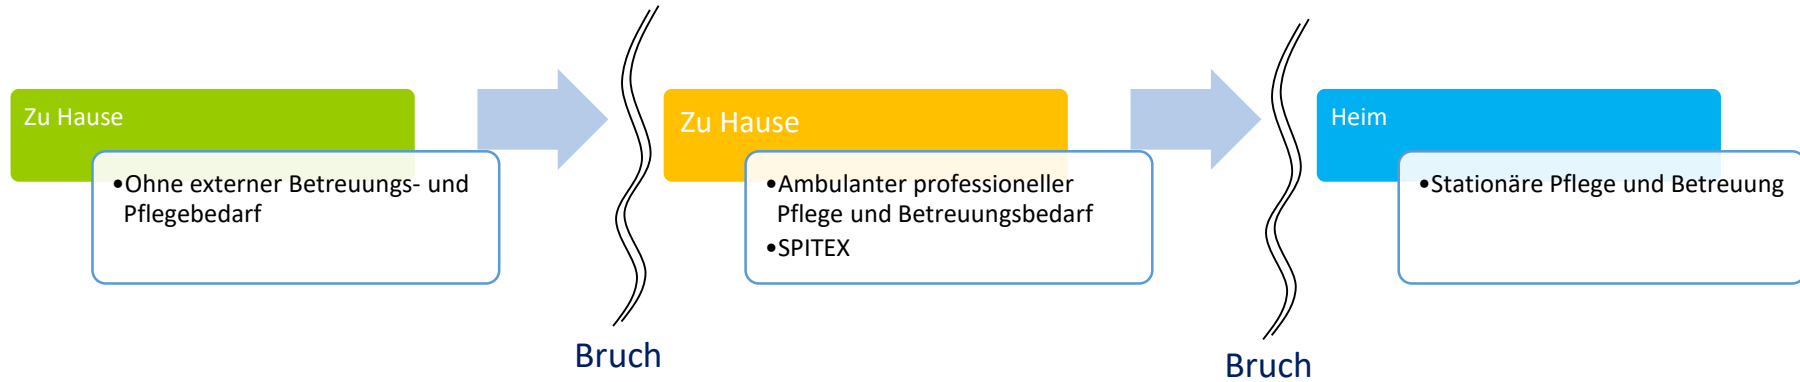 Zu Hause
•Ohne externer Betreuungs- und
Pflegebedarf
Bruch
Zu Hause
•Ambulanter professioneller
Pflege und Betreuungsbedarf
•SPITEX
Bruch
Heim
•Stationäre Pflege und Betreuung